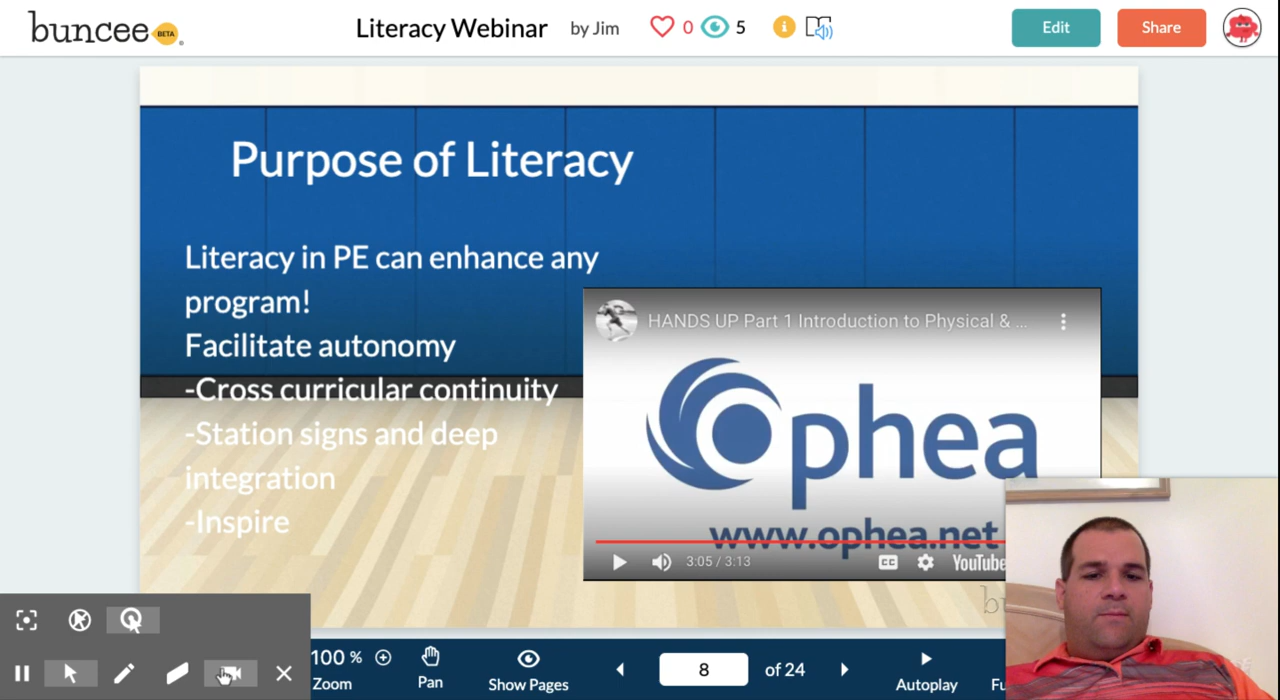 buncee BETA
Literacy Webinar by Jim 0 5 Edit Share
Purpose of Literacy
Literacy in PE can enhance any
program!
Facilitate autonomy
-Cross curricular continuity
-Station signs and deep
integration
-Inspire
HANDS UP Part 1 Introduction to Physical & ...
Ophea
www.ophea.net
3:05 / 3:13 CC YouTube
100 %
Zoom
Pan
Show Pages
8 of 24
Autoplay